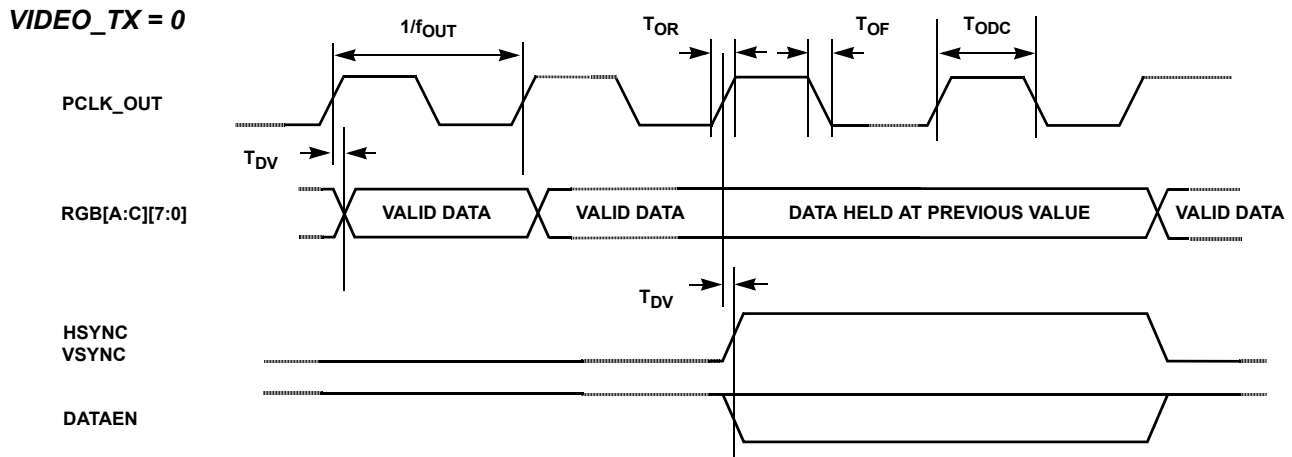 VIDEO_TX = 0
1/fOUT
TOR
TOF
TODC
PCLK_OUT
TDV
RGB[A:C][7:0]
VALID DATA
VALID DATA
DATA HELD AT PREVIOUS VALUE
VALID DATA
TDV
HSYNC
VSYNC
DATAEN